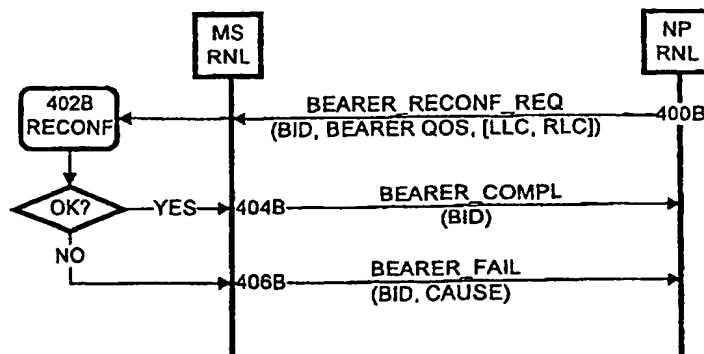 MS
RNL
NP
RNL
402B
RECONF
BEARER_RECONF_REQ
(BID, BEARER QOS, [LLC, RLC])
400B
OK?
YES
404B
BEARER_COMPL
(BID)
NO
406B
BEARER_FAIL
(BID, CAUSE)